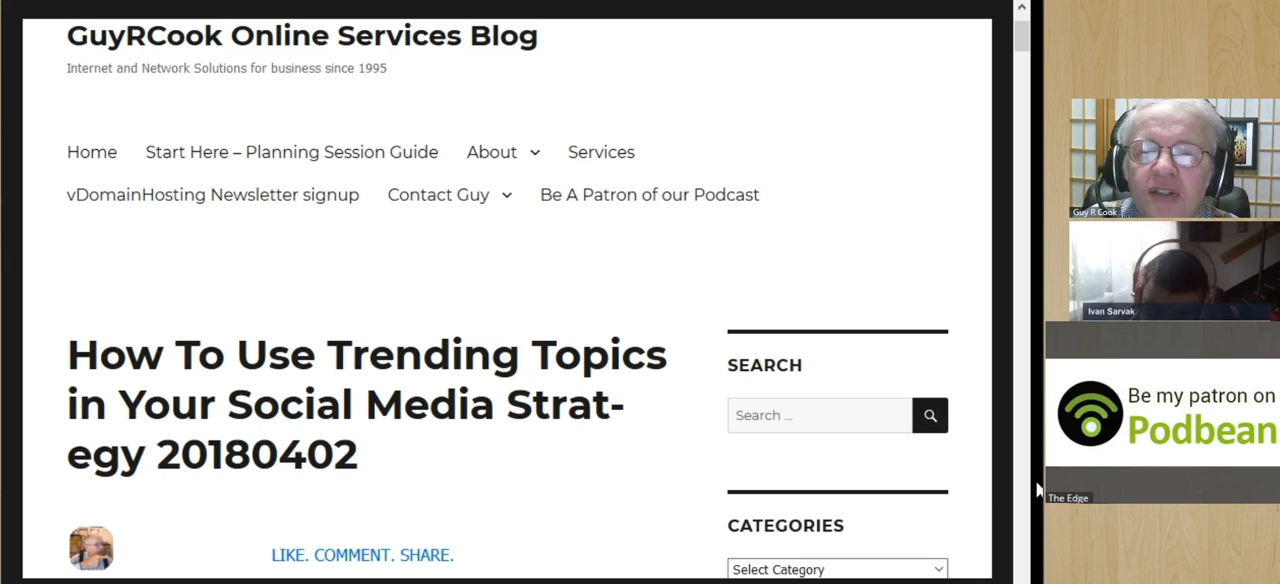 GuyRCook Online Services Blog
Internet and Network Solutions for business since 1995
Home Start Here – Planning Session Guide About Services
vDomainHosting Newsletter signup Contact Guy Be A Patron of our Podcast
How To Use Trending Topics
in Your Social Media Strat-
egy 20180402
LIKE. COMMENT. SHARE.
SEARCH
Search ...
CATEGORIES
Select Category
Guy R Cook
Ivan Sarvak
Be my patron on
Podbean
The Edge